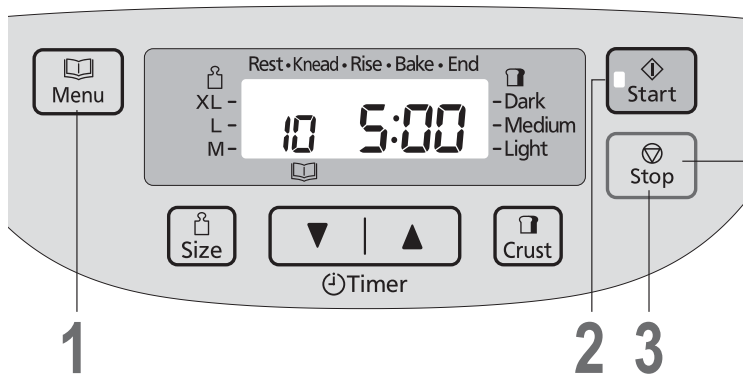 Menu
Rest • Knead • Rise • Bake • End
XL –
L –
M –
10
5:00
– Dark
– Medium
– Light
Start
Stop
Size
Crust
Timer
1
2
3